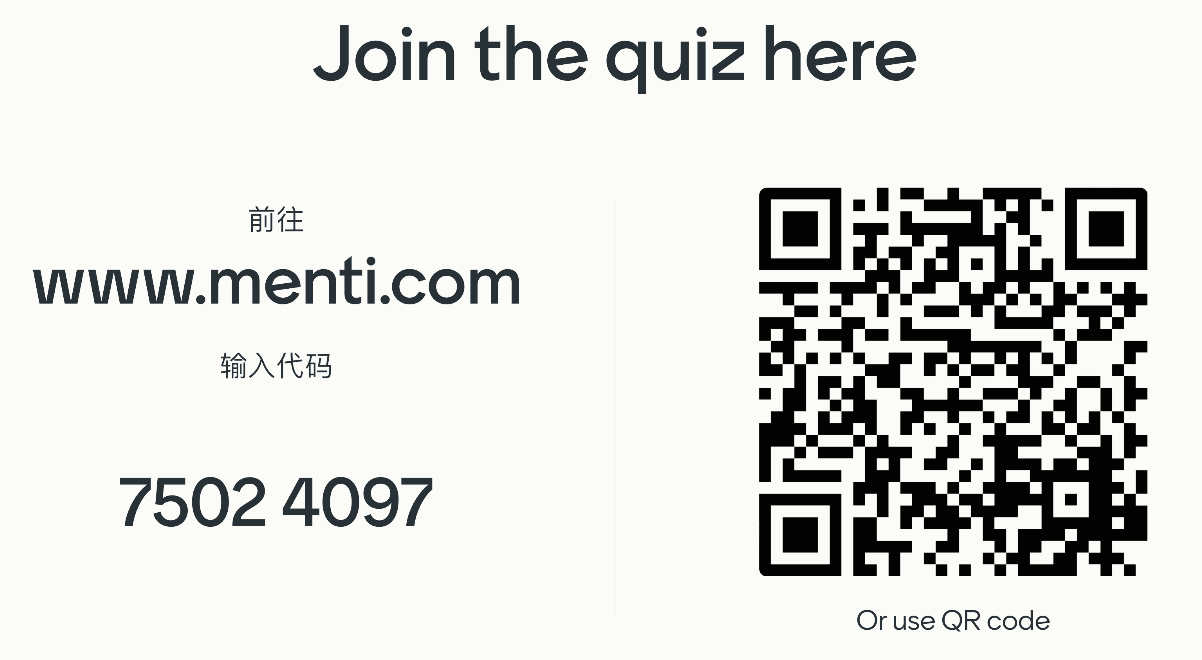 Join the quiz here
前往
www.menti.com
输入代码
7502 4097
Or use QR code